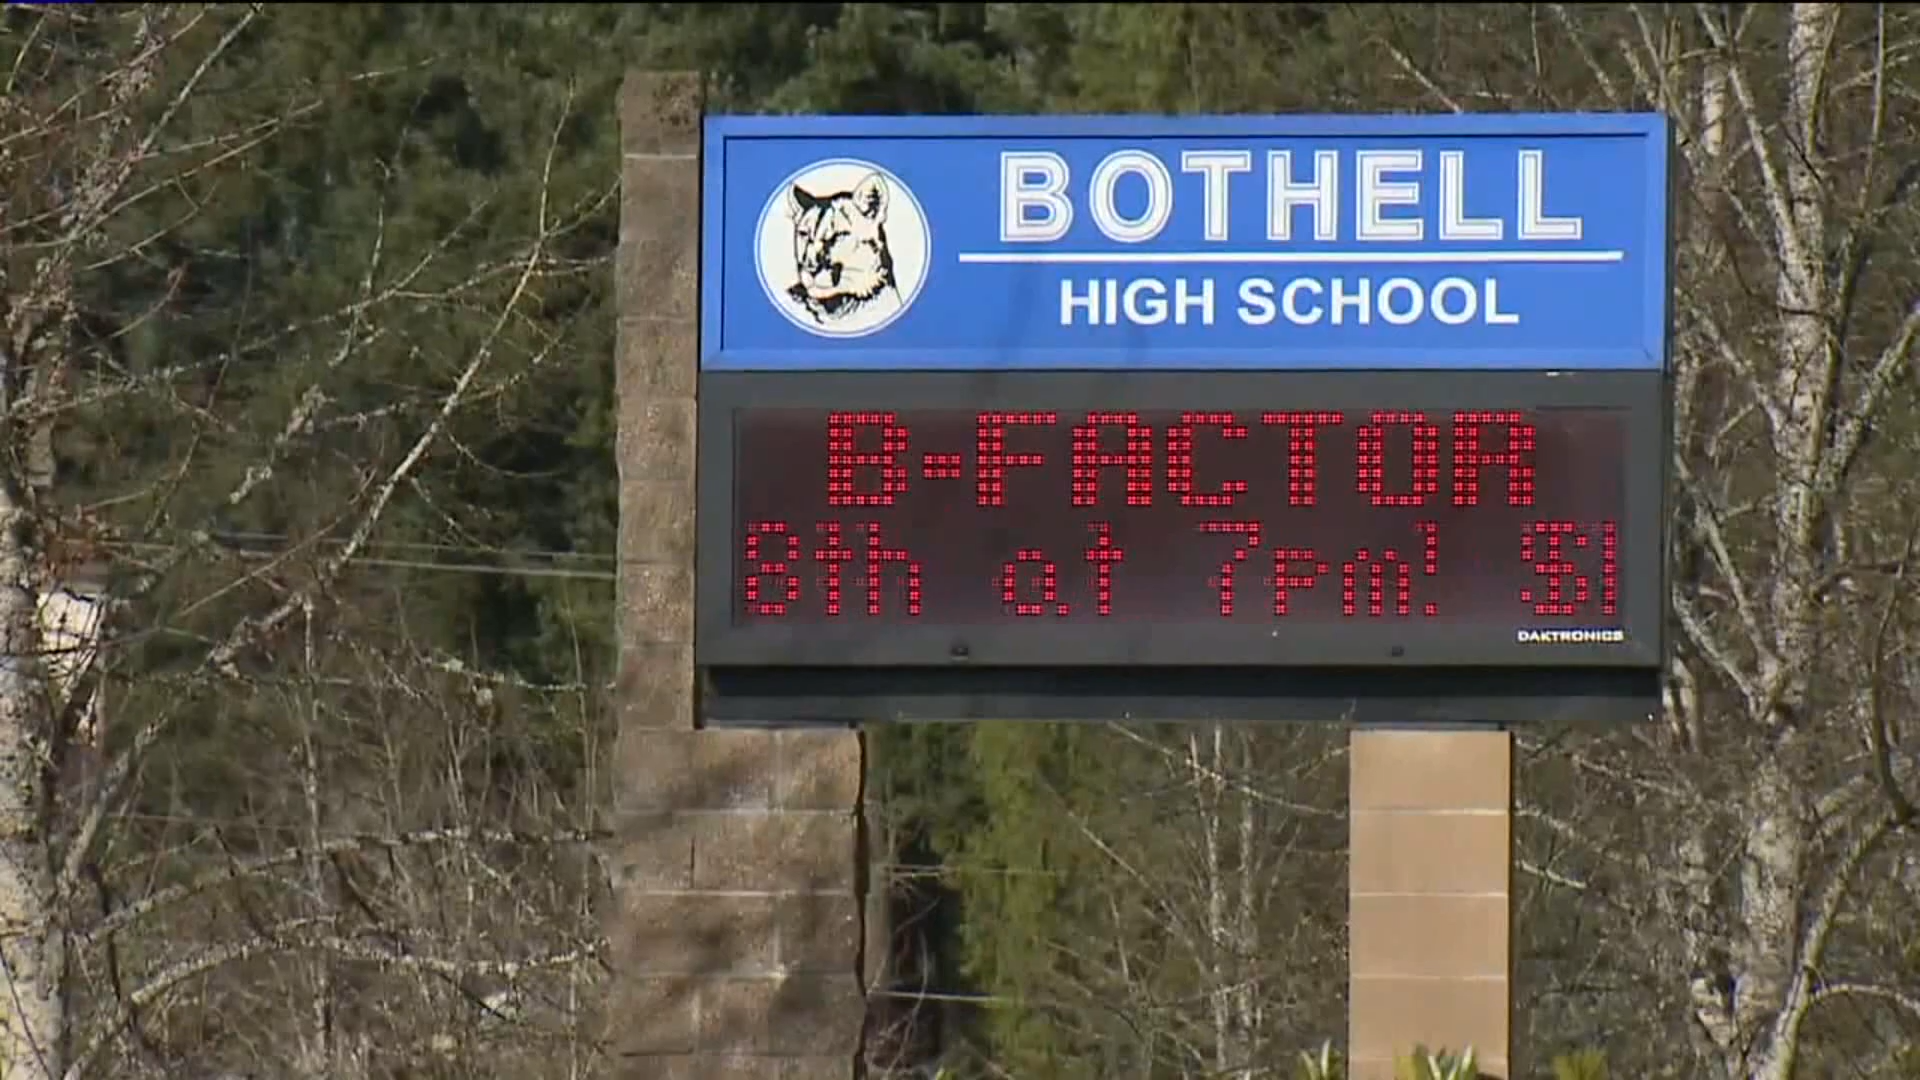 BOTHELL
HIGH SCHOOL
B-FACTOR
8th at 7pm! $1
DAKTRONICS